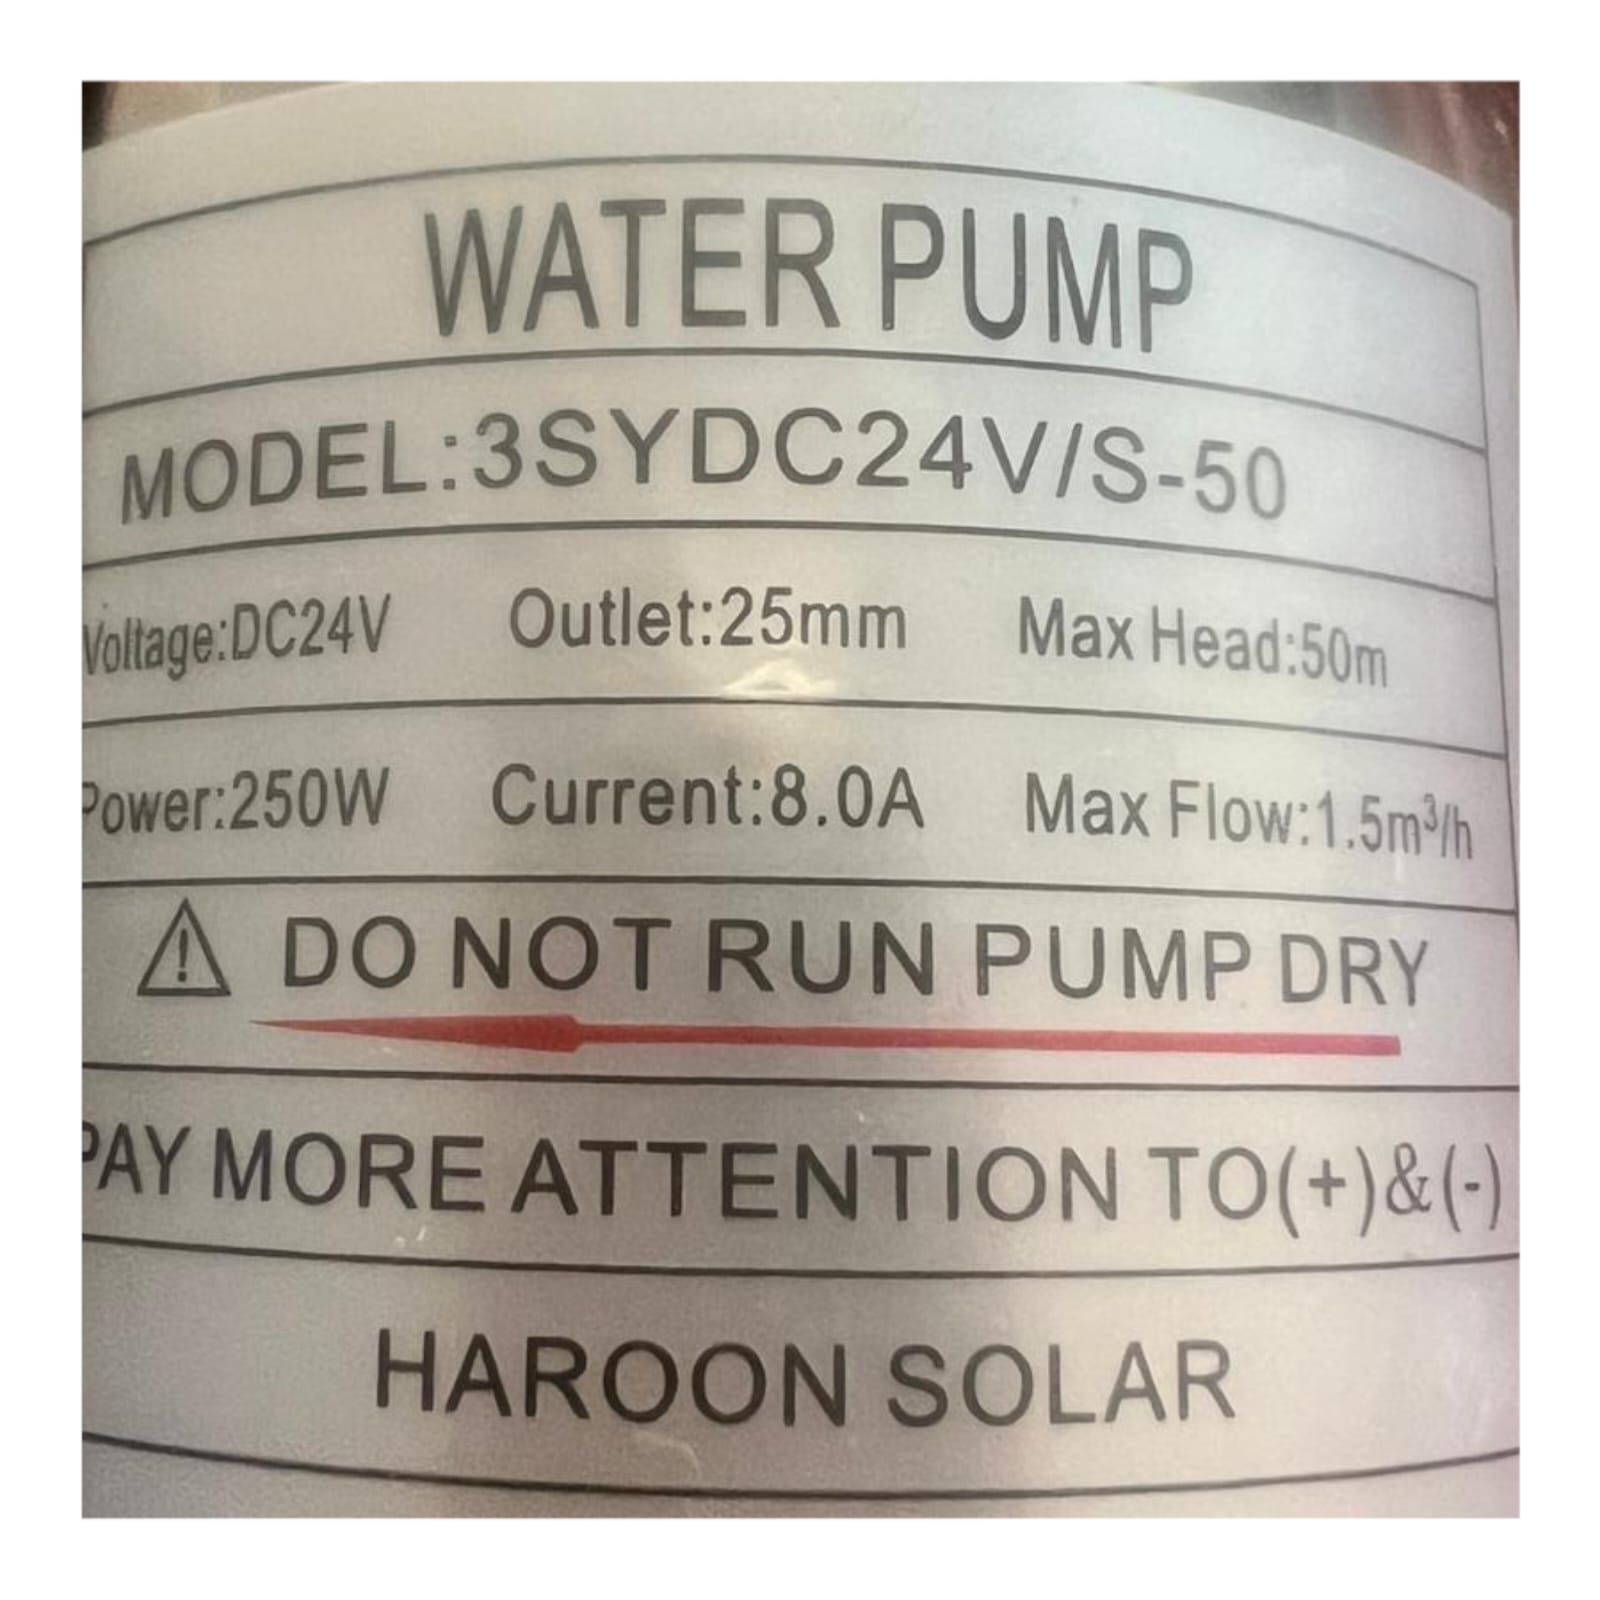 WATER PUMP
MODEL:3SYDC24V/S-50
Voltage:DC24V Outlet:25mm Max Head:50m
Power:250W Current:8.0A Max Flow:1.5m³/h
DO NOT RUN PUMP DRY
PAY MORE ATTENTION TO(+)&(-)
HAROON SOLAR